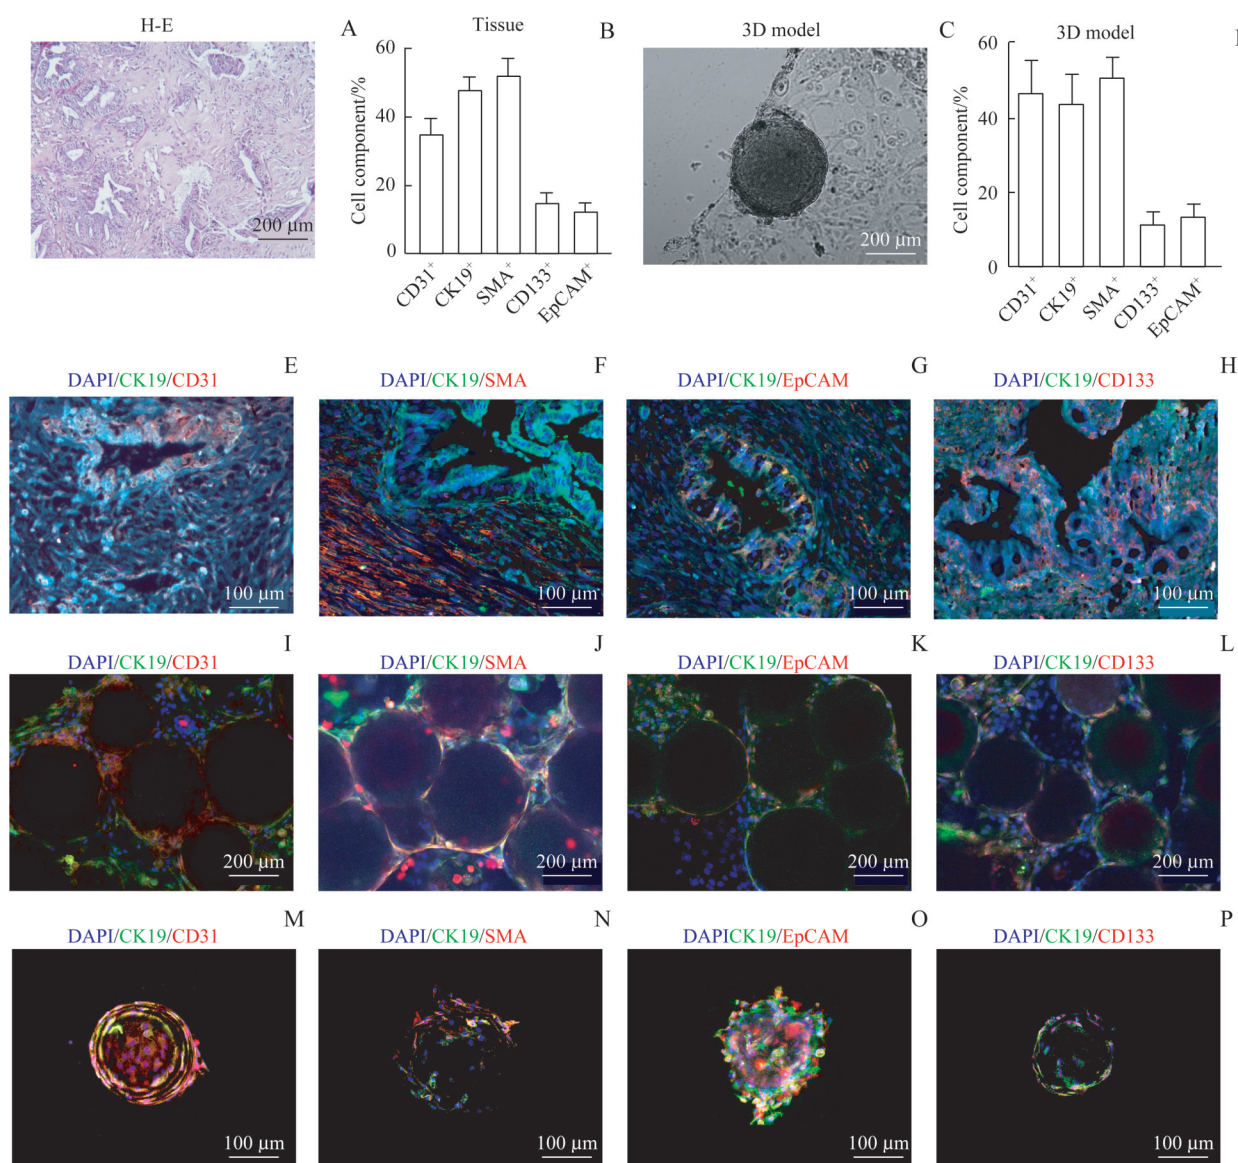 H-E
A
Tissue
B
3D model
C
3D model
60
40
20
0
Cell component/%
CD31⁺
CK19⁺
SMA⁺
CD133⁺
EpCAM⁺
200 µm
200 µm
60
40
20
0
Cell component/%
CD31⁺
CK19⁺
SMA⁺
CD133⁺
EpCAM⁺
E
F
G
H
DAPI/CK19/CD31
DAPI/CK19/SMA
DAPI/CK19/EpCAM
DAPI/CK19/CD133
100 µm
100 µm
100 µm
100 µm
I
J
K
L
DAPI/CK19/CD31
DAPI/CK19/SMA
DAPI/CK19/EpCAM
DAPI/CK19/CD133
200 µm
200 µm
200 µm
200 µm
M
N
O
P
DAPI/CK19/CD31
DAPI/CK19/SMA
DAPICK19/EpCAM
DAPI/CK19/CD133
100 µm
100 µm
100 µm
100 µm